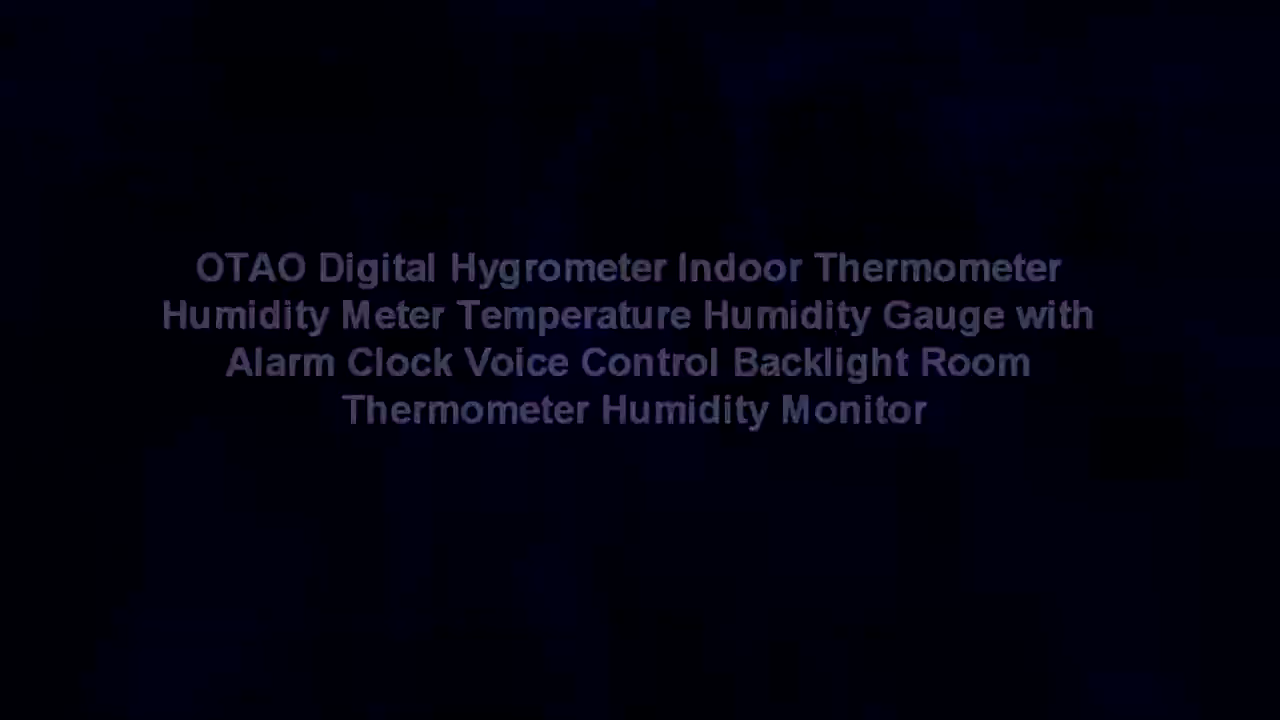 OTAO Digital Hygrometer Indoor Thermometer
Humidity Meter Temperature Humidity Gauge with
Alarm Clock Voice Control Backlight Room
Thermometer Humidity Monitor